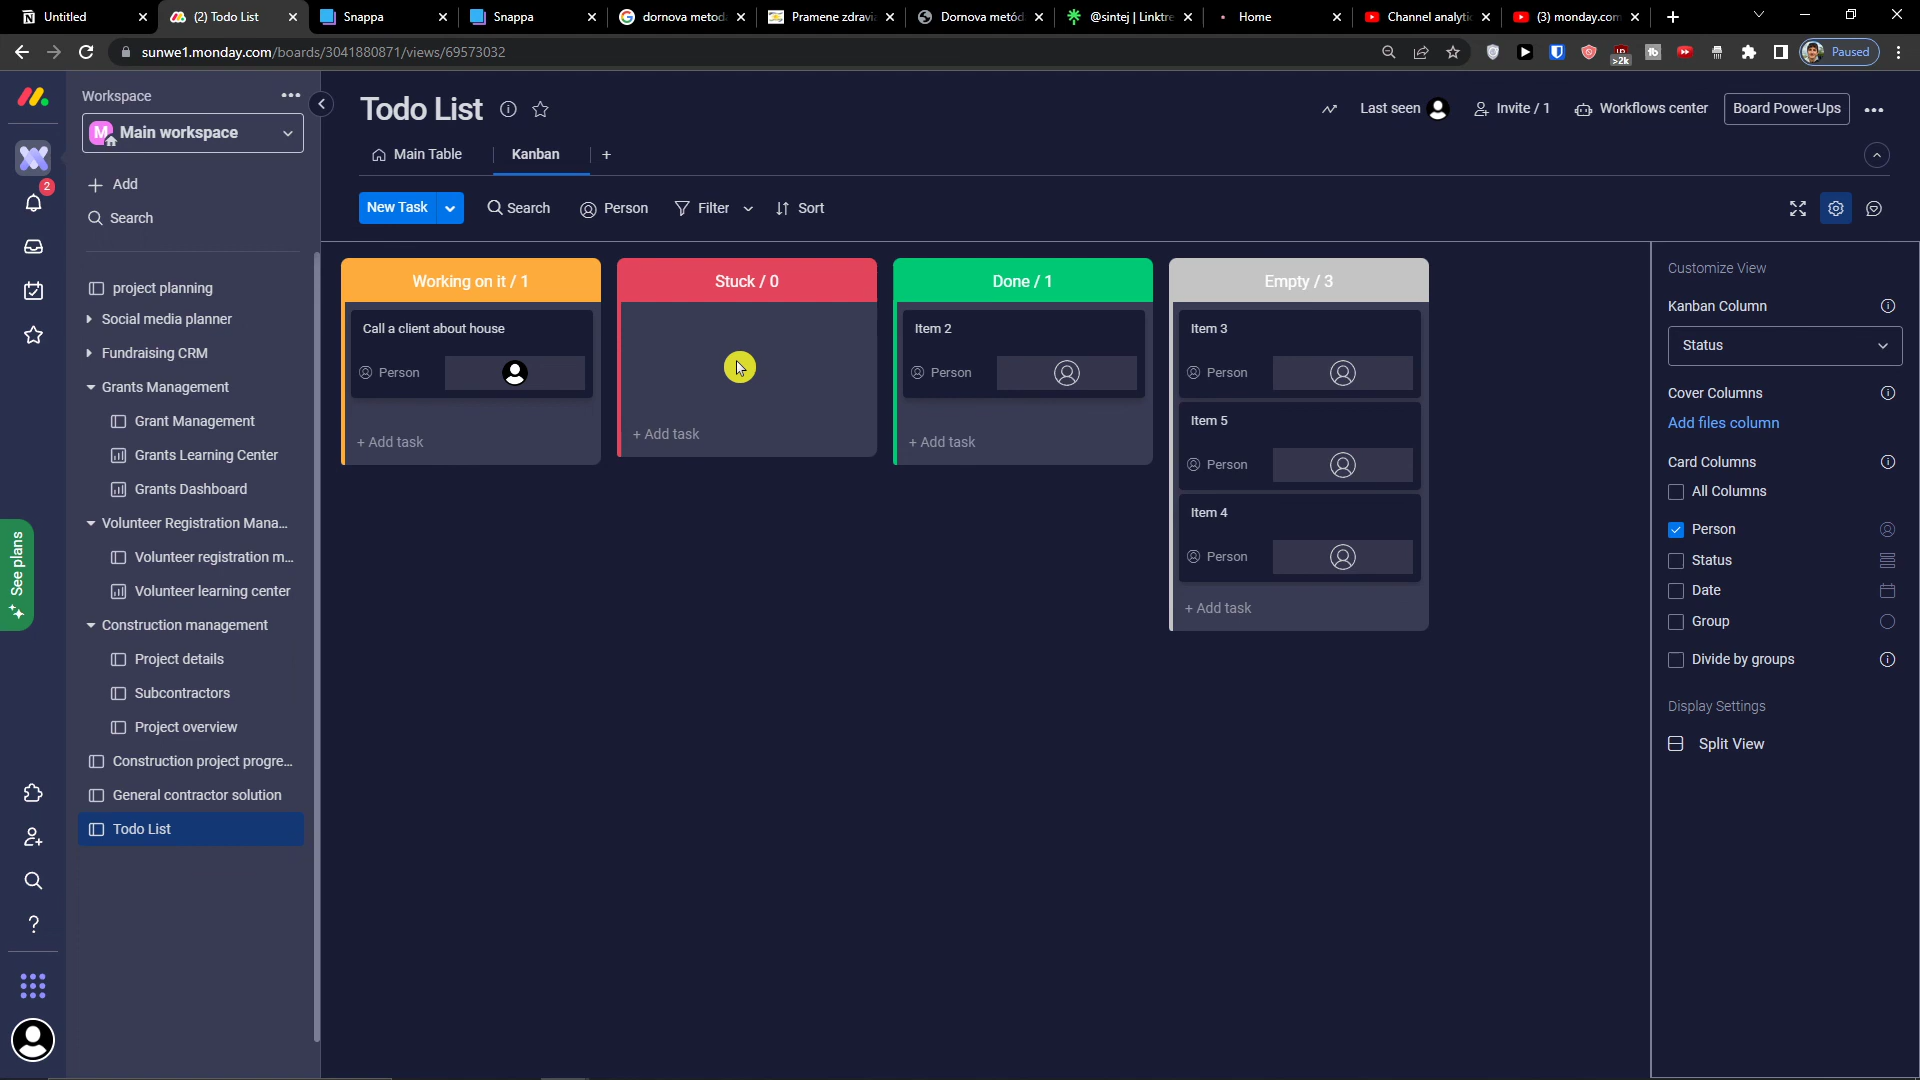 Untitled
(2) Todo List
Snappa
Snappa
dornova metod
Pramene zdravi
Dornova metód
@sintej | Linktre
Home
Channel analytic
(3) monday.com
sunwe1.monday.com/boards/3041880871/views/69573032
>2k
Paused
Workspace
M
Main workspace
Add
Search
2
project planning
Social media planner
Fundraising CRM
Grants Management
Grant Management
Grants Learning Center
Grants Dashboard
Volunteer Registration Mana...
Volunteer registration m...
Volunteer learning center
Construction management
Project details
Subcontractors
Project overview
Construction project progre...
General contractor solution
Todo List
See plans
Todo List
Last seen
Invite / 1
Workflows center
Board Power-Ups
Main Table
Kanban
New Task
Search
Person
Filter
Sort
Working on it / 1
Call a client about house
Person
+ Add task
Stuck / 0
+ Add task
Done / 1
Item 2
Person
+ Add task
Empty / 3
Item 3
Person
Item 5
Person
Item 4
Person
+ Add task
Customize View
Kanban Column
Status
Cover Columns
Add files column
Card Columns
All Columns
Person
Status
Date
Group
Divide by groups
Display Settings
Split View